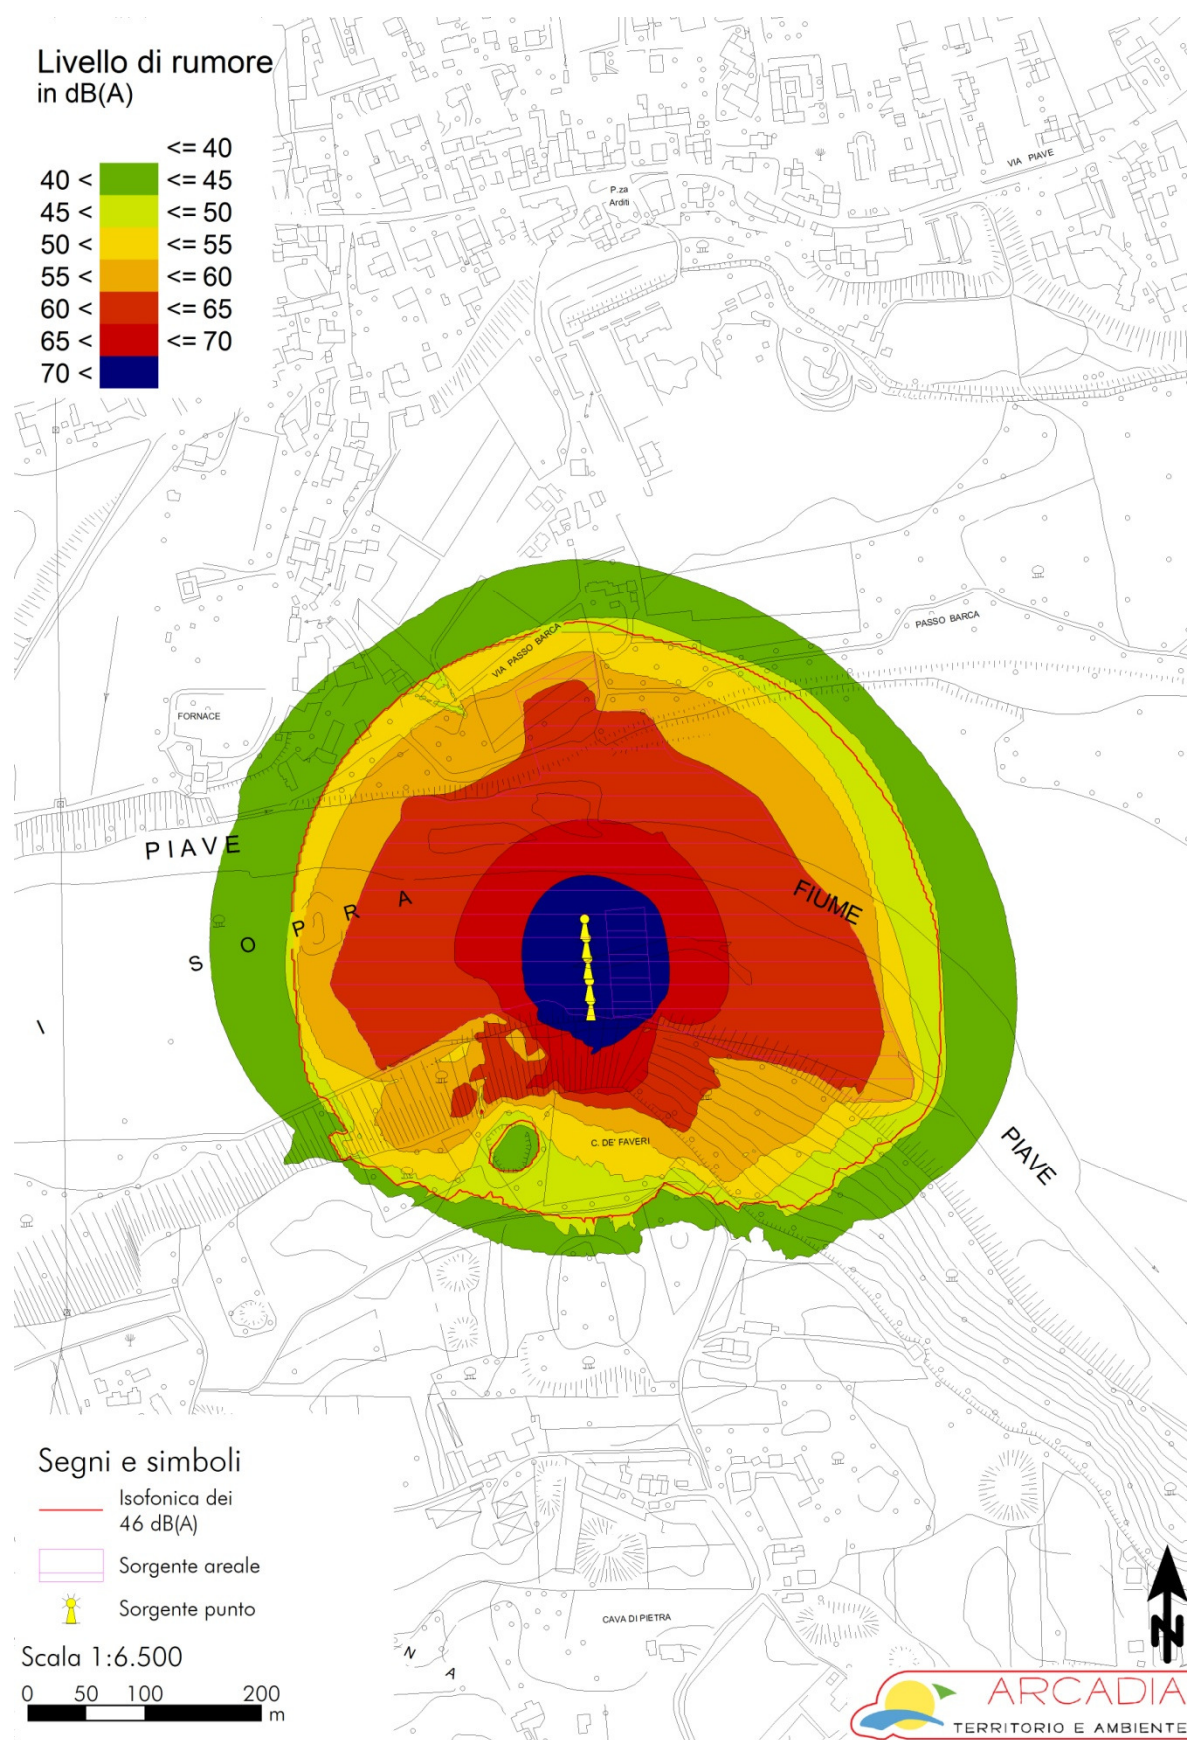 Livello di rumore
in dB(A)
<= 40
40 < <= 45
45 < <= 50
50 < <= 55
55 < <= 60
60 < <= 65
65 < <= 70
70 <
VIA PIAVE
P.za
Arditi
PASSO BARCA
VIA PASSO BARCA
FORNACE
PIAVE
FIUME
SOPRA
I
C. DE' FAVERI
PIAVE
Segni e simboli
Isofonica dei
46 dB(A)
Sorgente areale
Sorgente punto
CAVA DI PIETRA
N A
Scala 1:6.500
0 50 100 200
m
N
ARCADIA
TERRITORIO E AMBIENTE